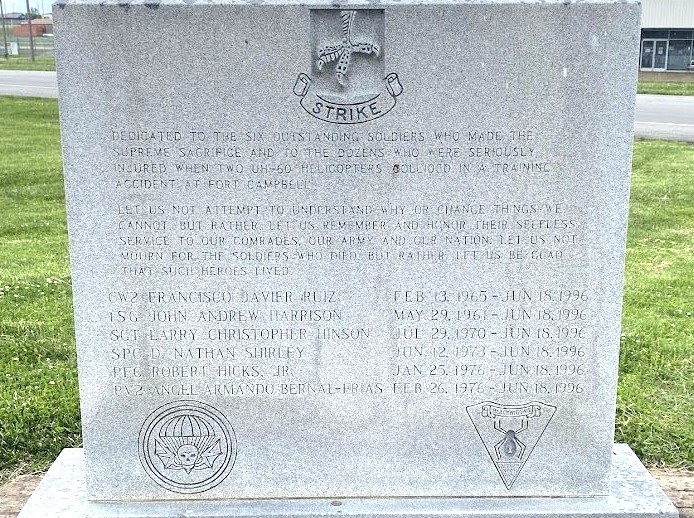 STRIKE
DEDICATED TO THE SIX OUTSTANDING SOLDIERS WHO MADE THE
SUPREME SACRIFICE AND TO THE DOZENS WHO WERE SERIOUSLY
INJURED WHEN TWO UH-60 HELICOPTERS COLLIDED IN A TRAINING
ACCIDENT AT FORT CAMPBELL
LET US NOT ATTEMPT TO UNDERSTAND WHY OR CHANGE THINGS WE
CANNOT, BUT RATHER, LET US REMEMBER AND HONOR THEIR SELFLESS
SERVICE TO OUR COMRADES, OUR ARMY AND OUR NATION. LET US NOT
MOURN FOR THE SOLDIERS WHO DIED, BUT RATHER, LET US BE GLAD
THAT SUCH HEROES LIVED
CW2 FRANCISCO JAVIER RUIZ FEB 13, 1965 - JUN 18, 1996
1SG JOHN ANDREW HARRISON MAY 29, 1961 - JUN 18, 1996
SGT LARRY CHRISTOPHER HINSON JUL 29, 1970 - JUN 18, 1996
SPC D. NATHAN SHIRLEY JUN 12, 1973 - JUN 18, 1996
PFC ROBERT HICKS, JR. JAN 25, 1976 - JUN 18, 1996
PV2 ANGEL ARMANDO BERNAL-FRIAS FEB 26, 1976 - JUN 18, 1996